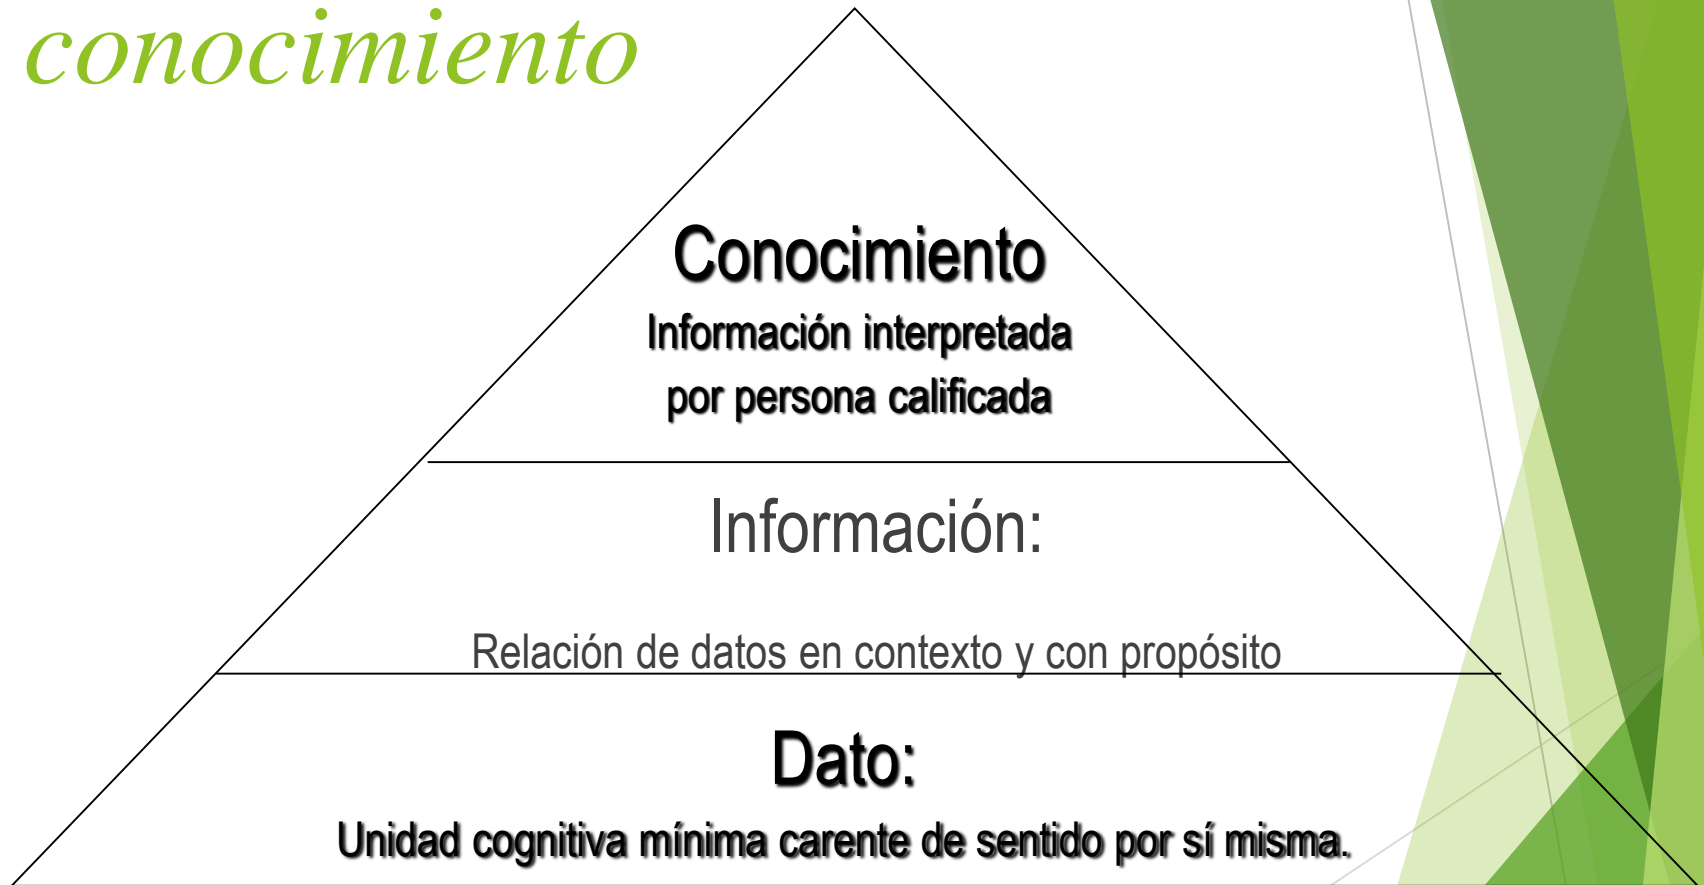 conocimiento
Conocimiento
Información interpretada
por persona calificada
Información:
Relación de datos en contexto y con propósito
Dato:
Unidad cognitiva mínima carente de sentido por sí misma.